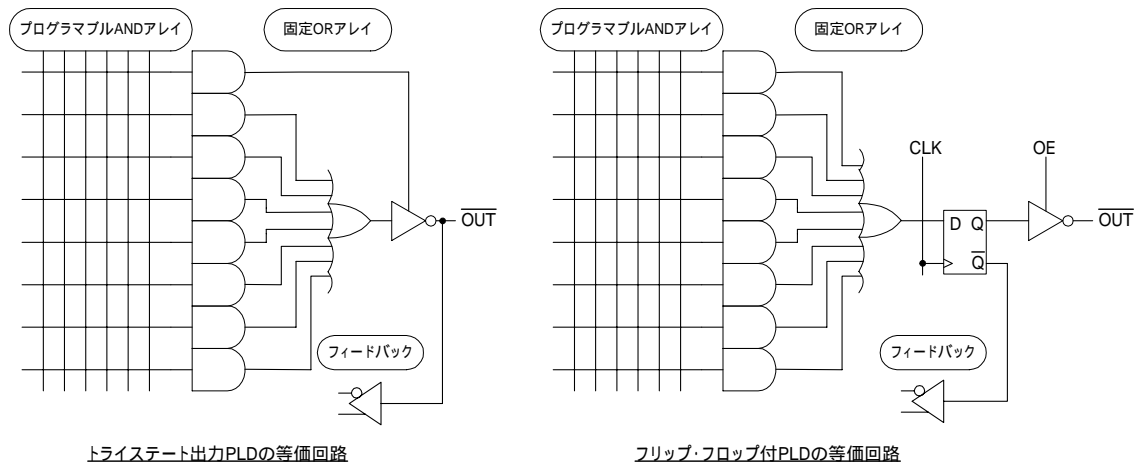 プログラマブルANDアレイ
固定ORアレイ
OUT
フィードバック
トライステート出力PLDの等価回路
プログラマブルANDアレイ
固定ORアレイ
CLK
OE
D Q
Q
OUT
フィードバック
フリップ・フロップ付PLDの等価回路